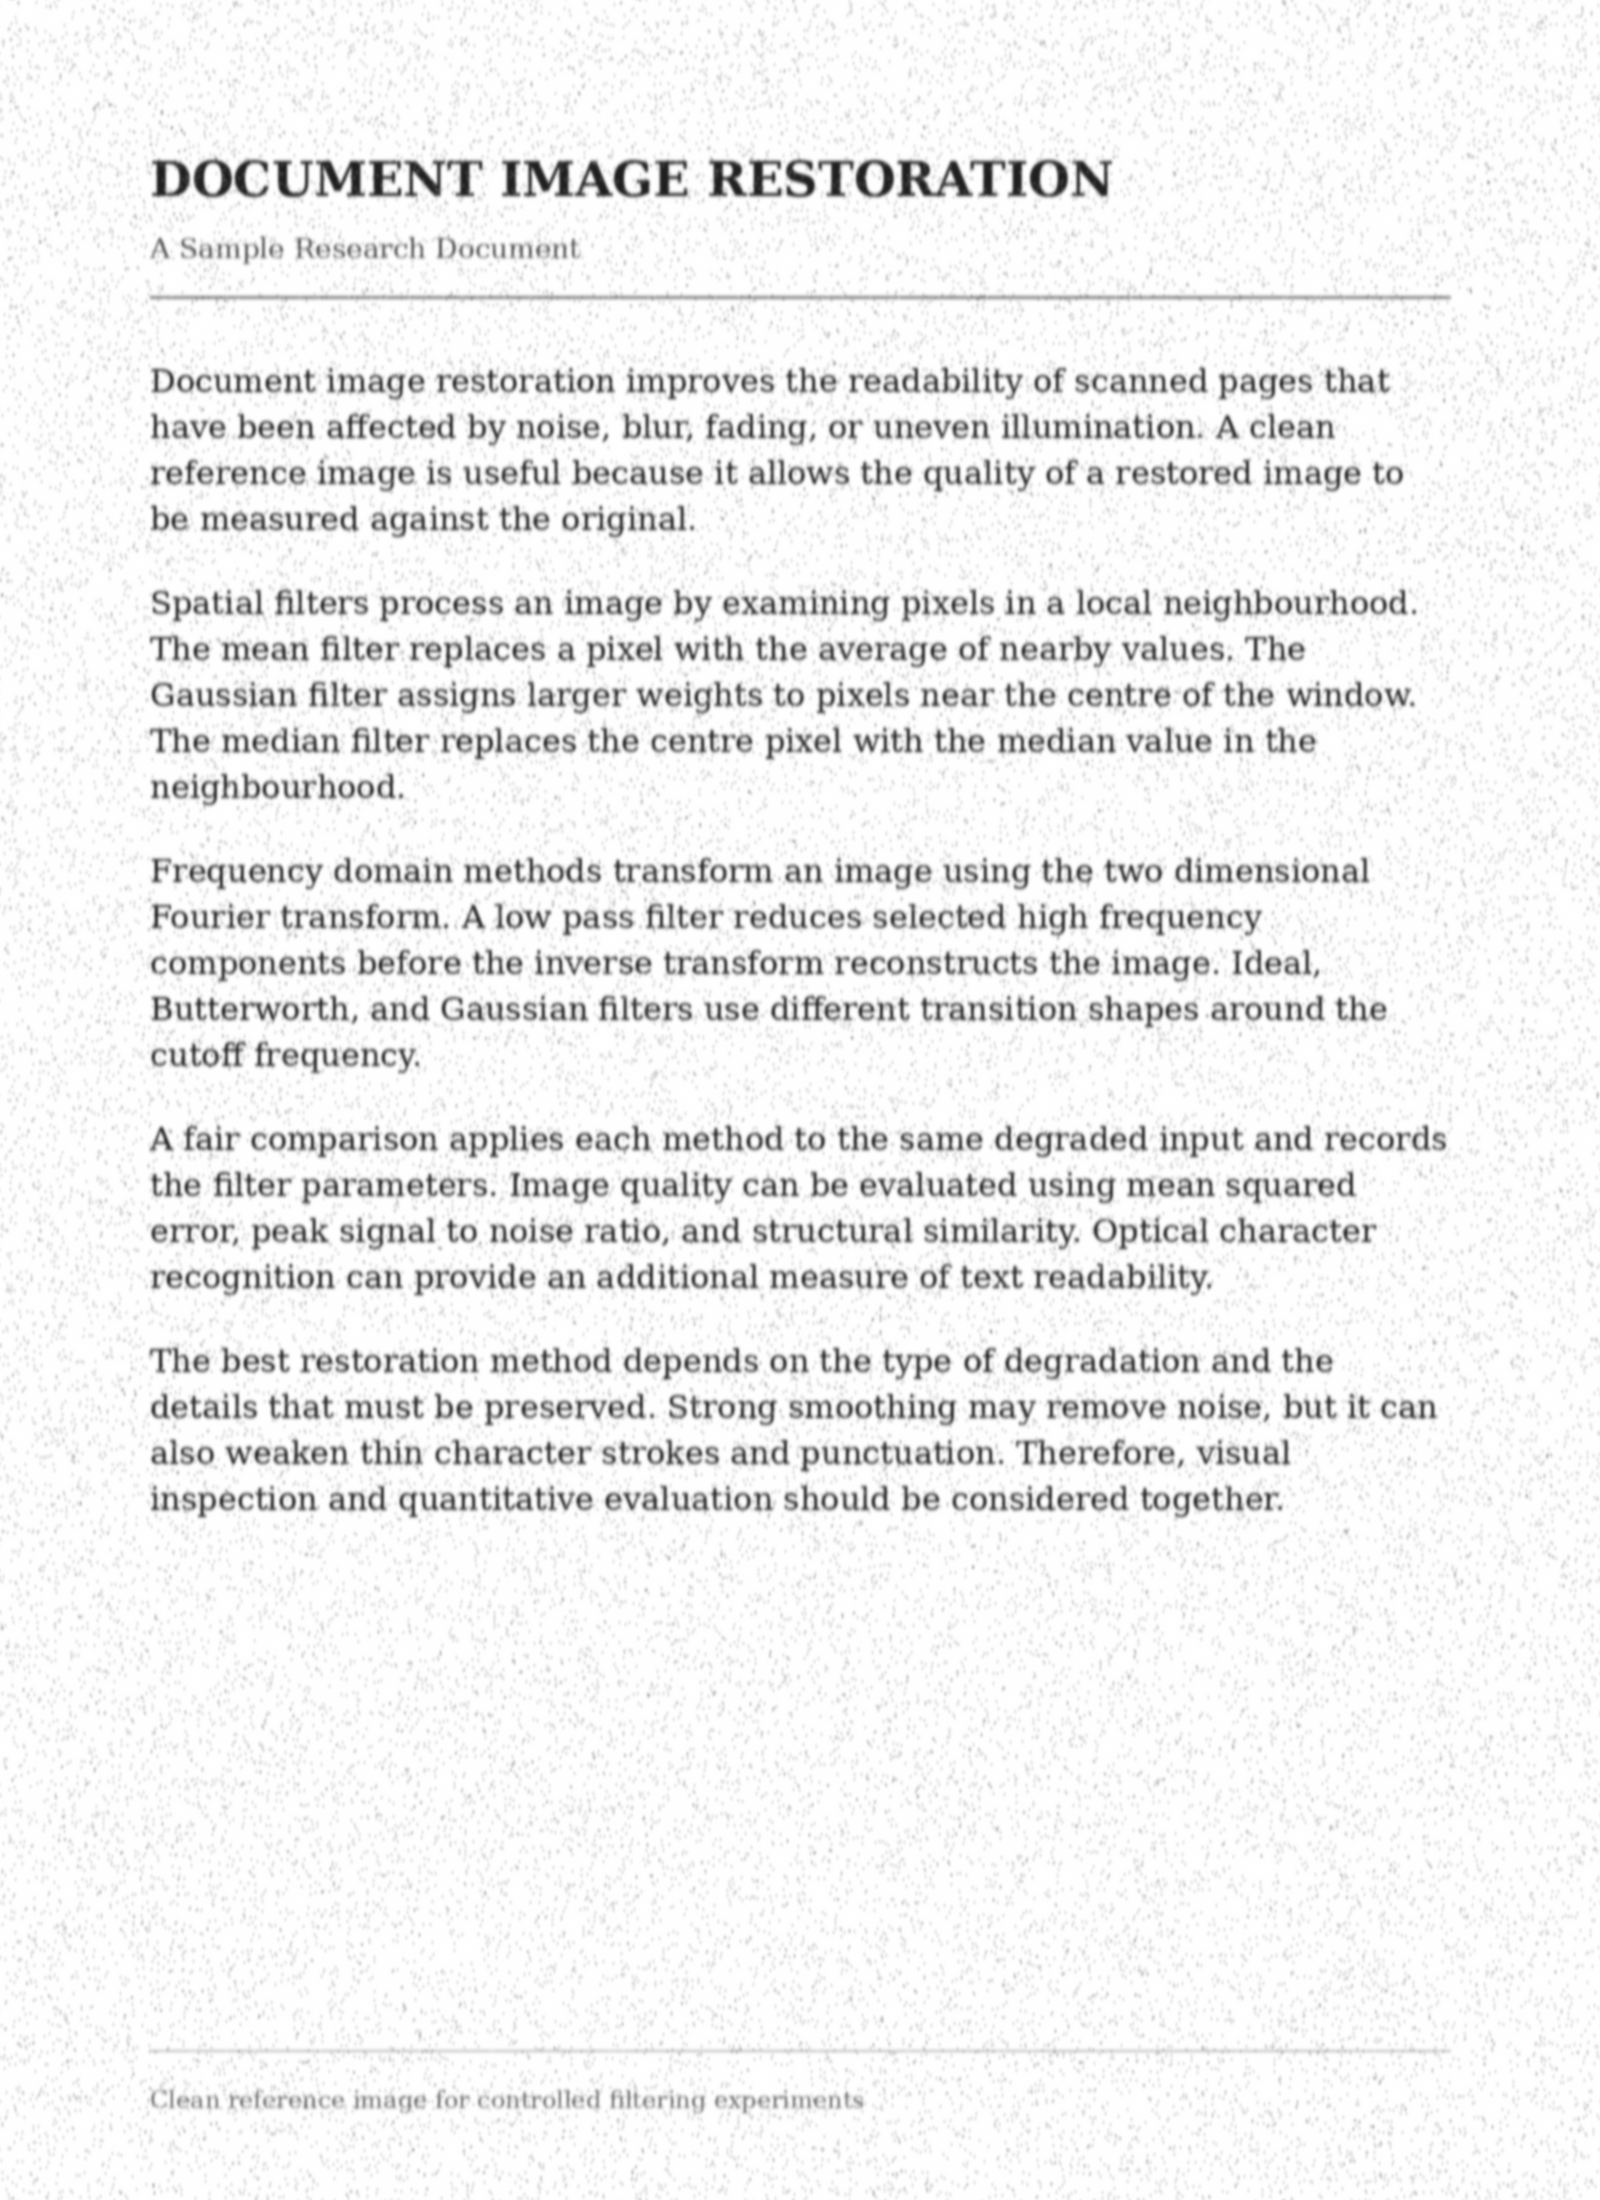 DOCUMENT IMAGE RESTORATION
A Sample Research Document
Document image restoration improves the readability of scanned pages that
have been affected by noise, blur, fading, or uneven illumination. A clean
reference image is useful because it allows the quality of a restored image to
be measured against the original.
Spatial filters process an image by examining pixels in a local neighbourhood.
The mean filter replaces a pixel with the average of nearby values. The
Gaussian filter assigns larger weights to pixels near the centre of the window.
The median filter replaces the centre pixel with the median value in the
neighbourhood.
Frequency domain methods transform an image using the two dimensional
Fourier transform. A low pass filter reduces selected high frequency
components before the inverse transform reconstructs the image. Ideal,
Butterworth, and Gaussian filters use different transition shapes around the
cutoff frequency.
A fair comparison applies each method to the same degraded input and records
the filter parameters. Image quality can be evaluated using mean squared
error, peak signal to noise ratio, and structural similarity. Optical character
recognition can provide an additional measure of text readability.
The best restoration method depends on the type of degradation and the
details that must be preserved. Strong smoothing may remove noise, but it can
also weaken thin character strokes and punctuation. Therefore, visual
inspection and quantitative evaluation should be considered together.
Clean reference image for controlled filtering experiments